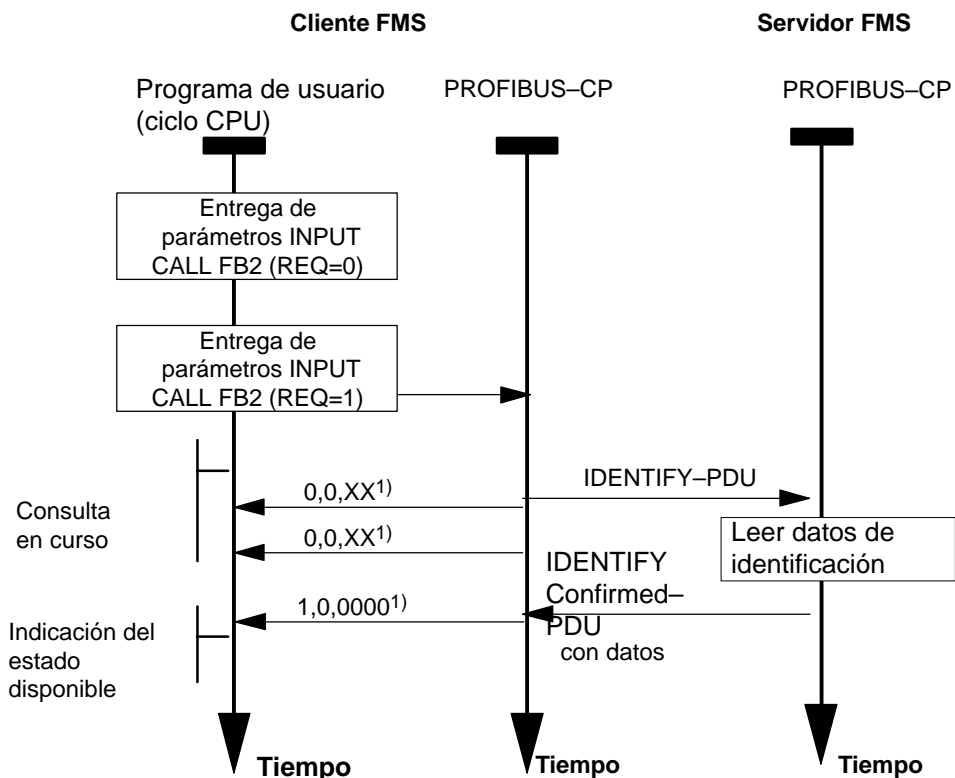 Cliente FMS
Servidor FMS
Programa de usuario
(ciclo CPU)
PROFIBUS–CP
PROFIBUS–CP
Entrega de
parámetros INPUT
CALL FB2 (REQ=0)
Entrega de
parámetros INPUT
CALL FB2 (REQ=1)
Consulta
en curso
0,0,XX1)
IDENTIFY–PDU
0,0,XX1)
Leer datos de
identificación
IDENTIFY
Confirmed–
PDU
con datos
1,0,00001)
Indicación del
estado
disponible
Tiempo
Tiempo
Tiempo